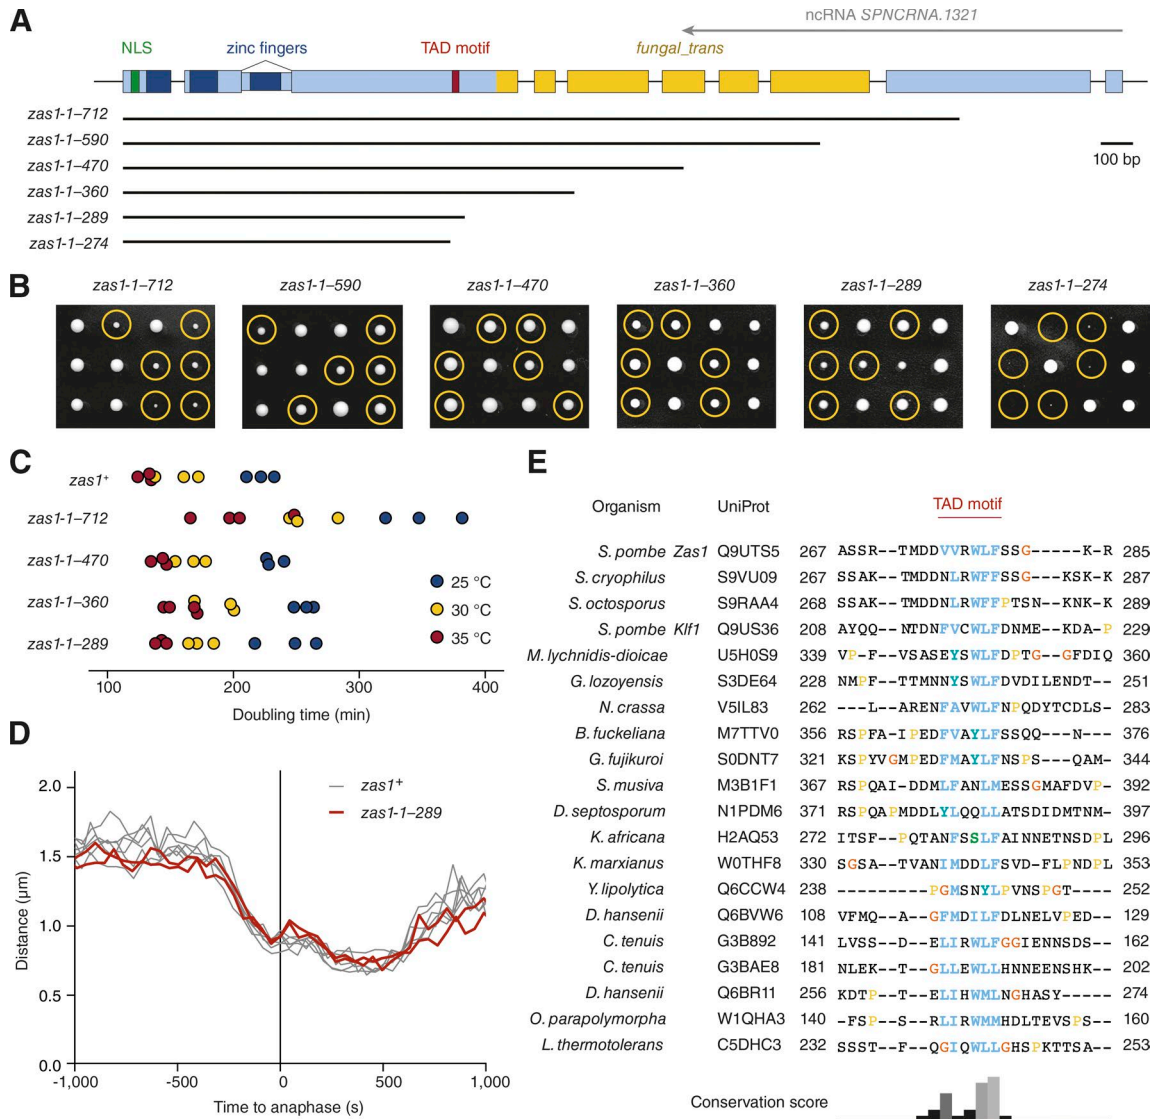 A
ncRNA SPNCRNA.1321
NLS zinc fingers TAD motif fungal_trans
zas1-1–712
zas1-1–590
zas1-1–470
100 bp
zas1-1–360
zas1-1–289
zas1-1–274
B
zas1-1–712 zas1-1–590 zas1-1–470 zas1-1–360 zas1-1–289 zas1-1–274
C
zas1+
zas1-1–712
zas1-1–470
zas1-1–360
zas1-1–289
25 °C
30 °C
35 °C
100 200 300 400
Doubling time (min)
D
zas1+
zas1-1–289
2.0
1.5
1.0
0.5
0.0
Distance (µm)
-1,000 -500 0 500 1,000
Time to anaphase (s)
E
Organism UniProt TAD motif
S. pombe Zas1 Q9UTS5 267 ASSR--TMDDVVRWLFSSG-----K-R 285
S. cryophilus S9VU09 267 SSAK--TMDDNLRWFFSSG---KSK-K 287
S. octosporus S9RAA4 268 SSAK--TMDDNLRWFFPTSN--KNK-K 289
S. pombe Klf1 Q9US36 208 AYQQ--NTDNFVCWLFDNME--KDA-P 229
M. lychnidis-dioicae U5H0S9 339 VP-F--VSASEYSWLFDPTG--GFDIQ 360
G. lozoyensis S3DE64 228 NMPF--TTMNNYSWLFDVDILENDT-- 251
N. crassa V5IL83 262 ---L--ARENFAVWLFNPQDYTCDLS- 283
B. fuckeliana M7TTV0 356 RSPFA-IPEDFVAYLFSSQQ---N--- 376
G. fujikuroi S0DNT7 321 KSPYVGMPEDFMAYLFNSPS---QAM- 344
S. musiva M3B1F1 367 RSPQAI-DDMLFANLMESSGMAFDVP- 392
D. septosporum N1PDM6 371 RSPQAPMDDLYLQQLLATSDIDMTNM- 397
K. africana H2AQ53 272 ITSF--PQTANFSSLFAINNETNSDPL 296
K. marxianus W0THF8 330 SGSA--TVANIMDDLFSVD-FLPNDPL 353
Y. lipolytica Q6CCW4 238 ---------PGMSNYLPVNSPGT---- 252
D. hansenii Q6BVW6 108 VFMQ--A--GFMDILFDLNELVPED-- 129
C. tenuis G3B892 141 LVSS--D--ELIRWLFGGIENNSDS-- 162
C. tenuis G3BAE8 181 NLEK--T--GLLEWLLHNNEENSHK-- 202
D. hansenii Q6BR11 256 KDTP--T--ELIHWMLNGHASY----- 274
O. parapolymorpha W1QHA3 140 -FSP--S--RLIRWMMHDLTEVSPS-- 160
L. thermotolerans C5DHC3 232 SSST--F--QGIQWLLGHSPKTTSA-- 253
Conservation score